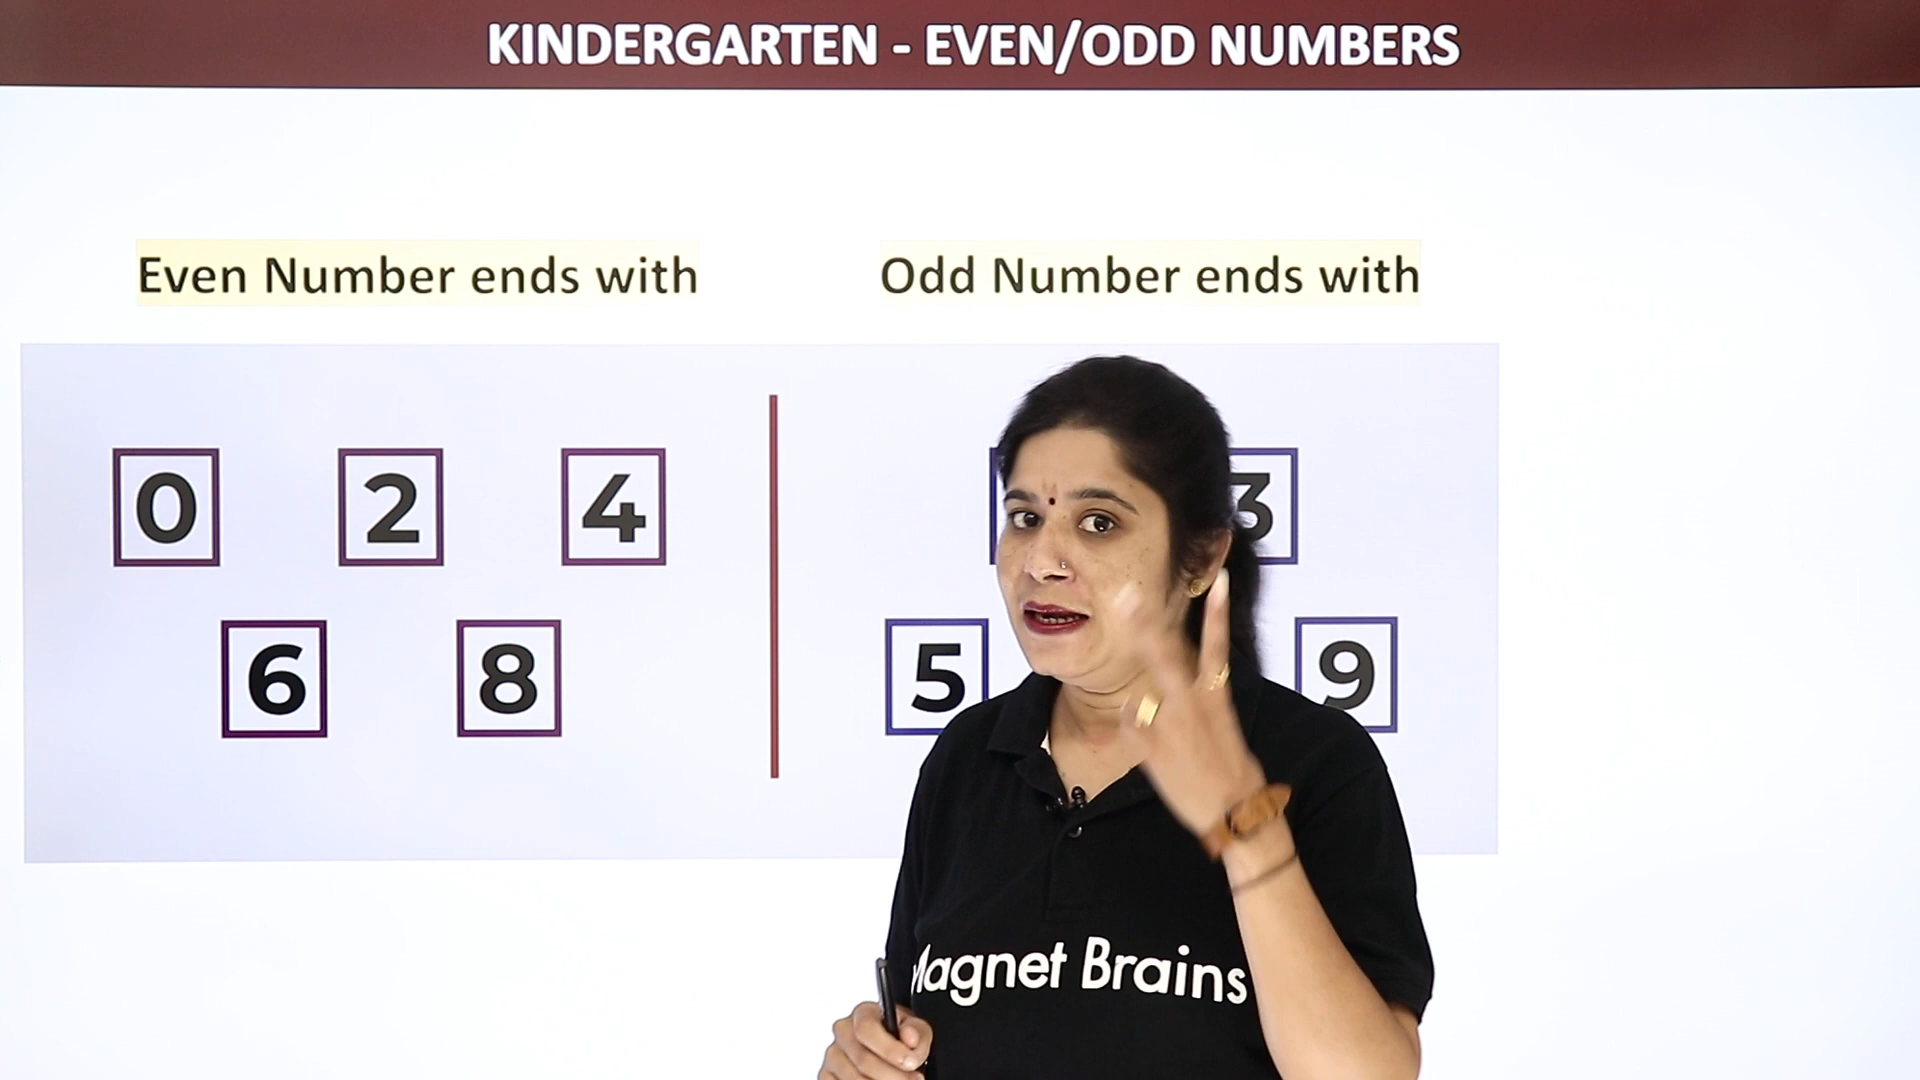 KINDERGARTEN - EVEN/ODD NUMBERS
Even Number ends with
Odd Number ends with
0 2 4
3
6 8
5 9
Magnet Brains